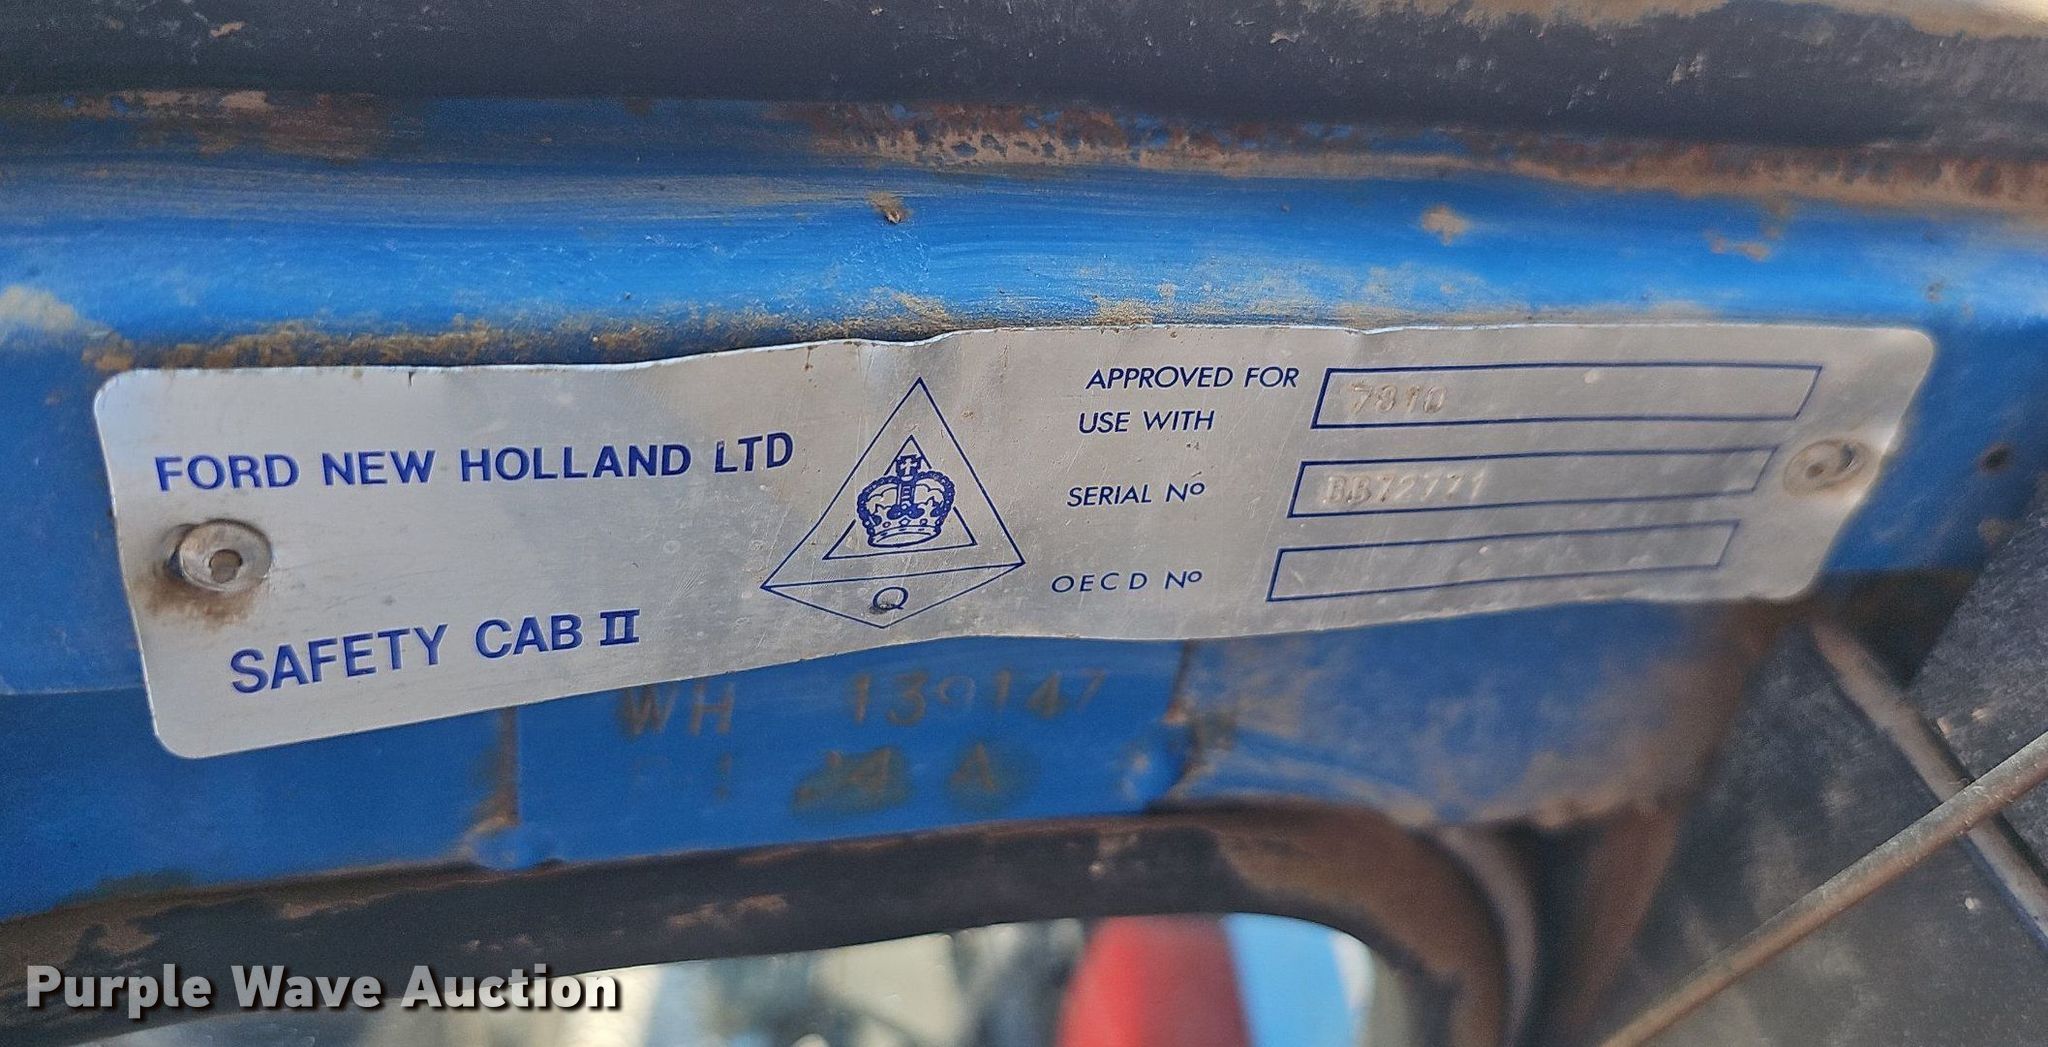 FORD NEW HOLLAND LTD
SAFETY CAB II
Q
APPROVED FOR
USE WITH
7810
SERIAL Nº
BB72771
OECD Nº
WH 130147
A
Purple Wave Auction